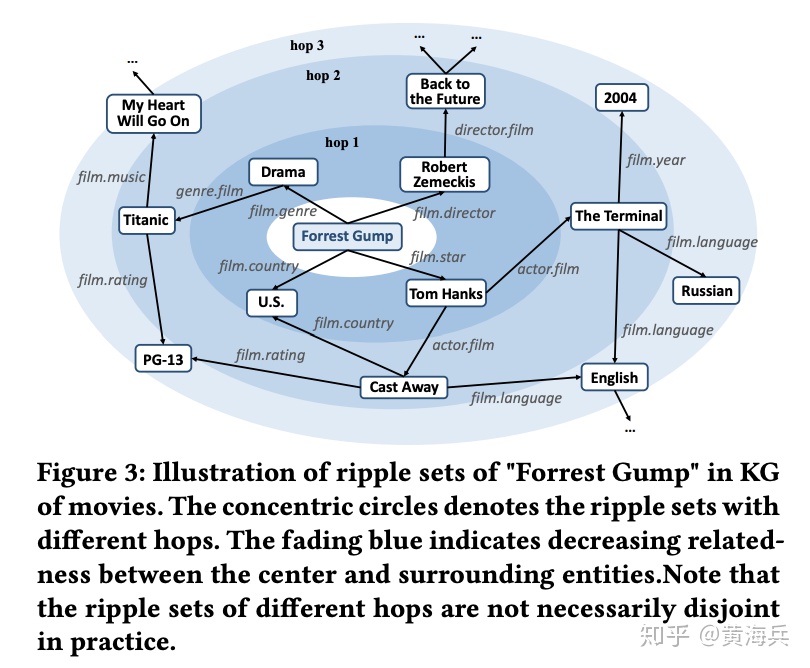 hop 3
hop 2
hop 1
...
... ...
My Heart
Will Go On
Back to
the Future
2004
director.film
film.year
film.music
Drama
Robert
Zemeckis
genre.film
film.genre
film.director
Titanic
The Terminal
Forrest Gump
film.language
film.country
film.star
actor.film
film.rating
U.S.
Tom Hanks
Russian
film.country
actor.film
film.language
PG-13
film.rating
Cast Away
English
film.language
...
Figure 3: Illustration of ripple sets of "Forrest Gump" in KG
of movies. The concentric circles denotes the ripple sets with
different hops. The fading blue indicates decreasing related-
ness between the center and surrounding entities.Note that
the ripple sets of different hops are not necessarily disjoint
in practice.
知乎 @黄海兵